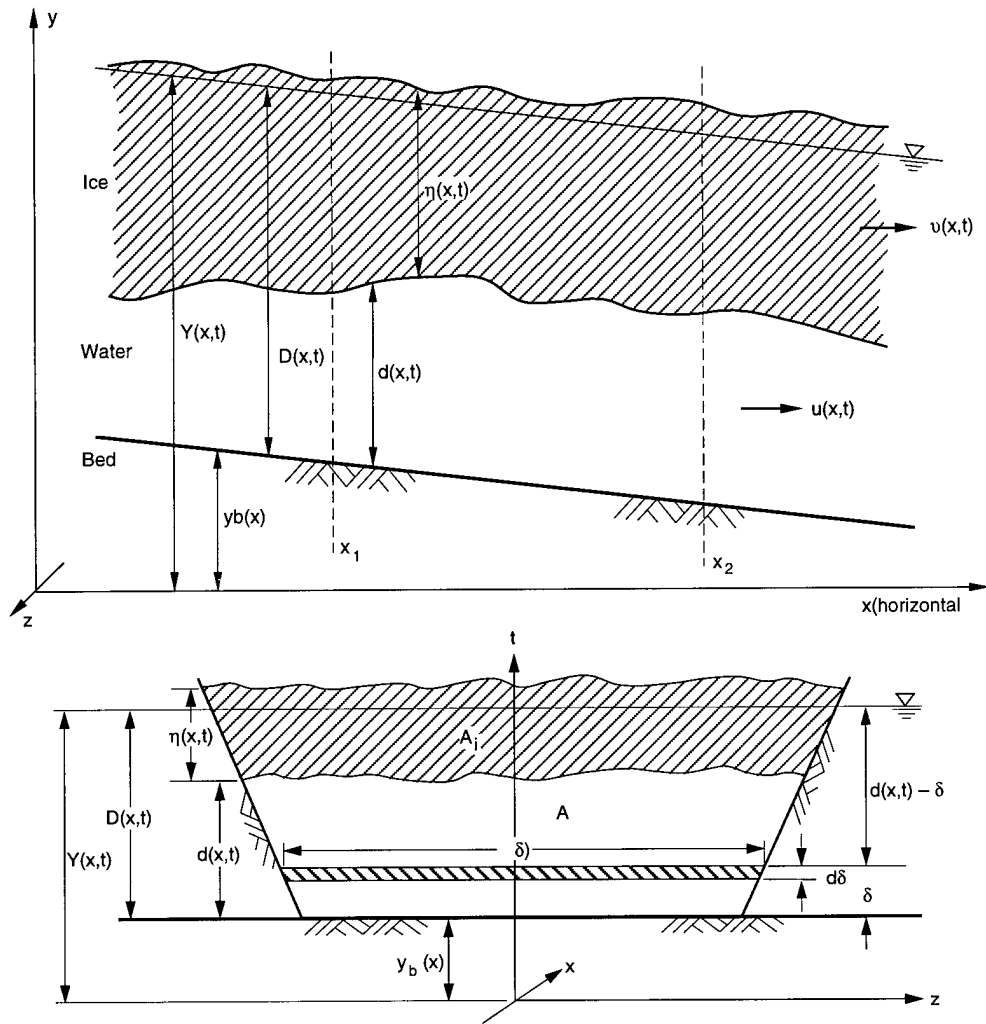 y
Ice
η(x,t)
υ(x,t)
Y(x,t)
Water
D(x,t)
d(x,t)
u(x,t)
Bed
yb(x)
x1
x2
z
x(horizontal
t
η(x,t)
Ai
D(x,t)
d(x,t) – δ
A
Y(x,t)
d(x,t)
δ)
dδ
δ
yb (x)
x
z